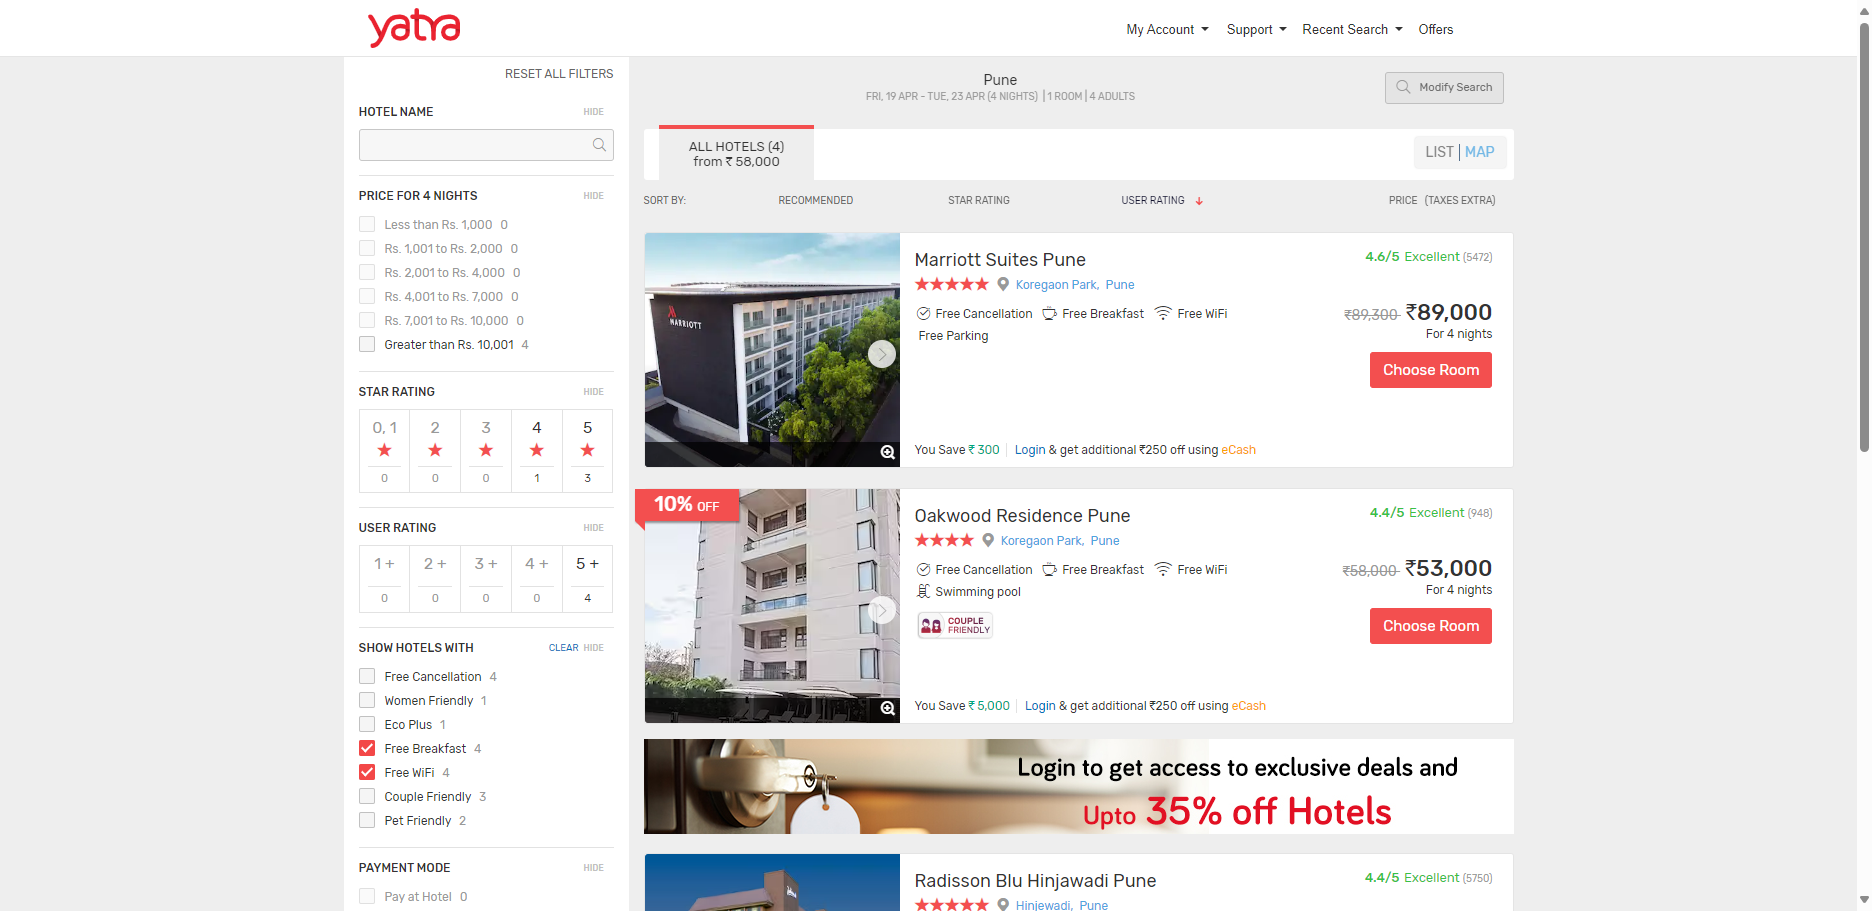 yatra
My Account
Support
Recent Search
Offers
RESET ALL FILTERS
HOTEL NAME HIDE
PRICE FOR 4 NIGHTS HIDE
Less than Rs. 1,000 0
Rs. 1,001 to Rs. 2,000 0
Rs. 2,001 to Rs. 4,000 0
Rs. 4,001 to Rs. 7,000 0
Rs. 7,001 to Rs. 10,000 0
Greater than Rs. 10,001 4
STAR RATING HIDE
0, 1 2 3 4 5
0 0 0 1 3
USER RATING HIDE
1 + 2 + 3 + 4 + 5 +
0 0 0 0 4
SHOW HOTELS WITH CLEAR HIDE
Free Cancellation 4
Women Friendly 1
Eco Plus 1
Free Breakfast 4
Free WiFi 4
Couple Friendly 3
Pet Friendly 2
PAYMENT MODE HIDE
Pay at Hotel 0
Pune
FRI, 19 APR - TUE, 23 APR (4 NIGHTS) | 1 ROOM | 4 ADULTS
Modify Search
ALL HOTELS (4)
from ₹ 58,000
LIST | MAP
SORT BY: RECOMMENDED STAR RATING USER RATING PRICE (TAXES EXTRA)
MARRIOTT
Marriott Suites Pune
4.6/5 Excellent (5472)
Koregaon Park, Pune
Free Cancellation Free Breakfast Free WiFi
Free Parking
₹89,300 ₹89,000
For 4 nights
Choose Room
You Save ₹ 300 Login & get additional ₹250 off using eCash
10% OFF
Oakwood Residence Pune
4.4/5 Excellent (948)
Koregaon Park, Pune
Free Cancellation Free Breakfast Free WiFi
Swimming pool
COUPLE
FRIENDLY
₹58,000 ₹53,000
For 4 nights
Choose Room
You Save ₹ 5,000 Login & get additional ₹250 off using eCash
Login to get access to exclusive deals and
Upto 35% off Hotels
Radisson Blu Hinjawadi Pune
4.4/5 Excellent (5750)
Hinjewadi, Pune